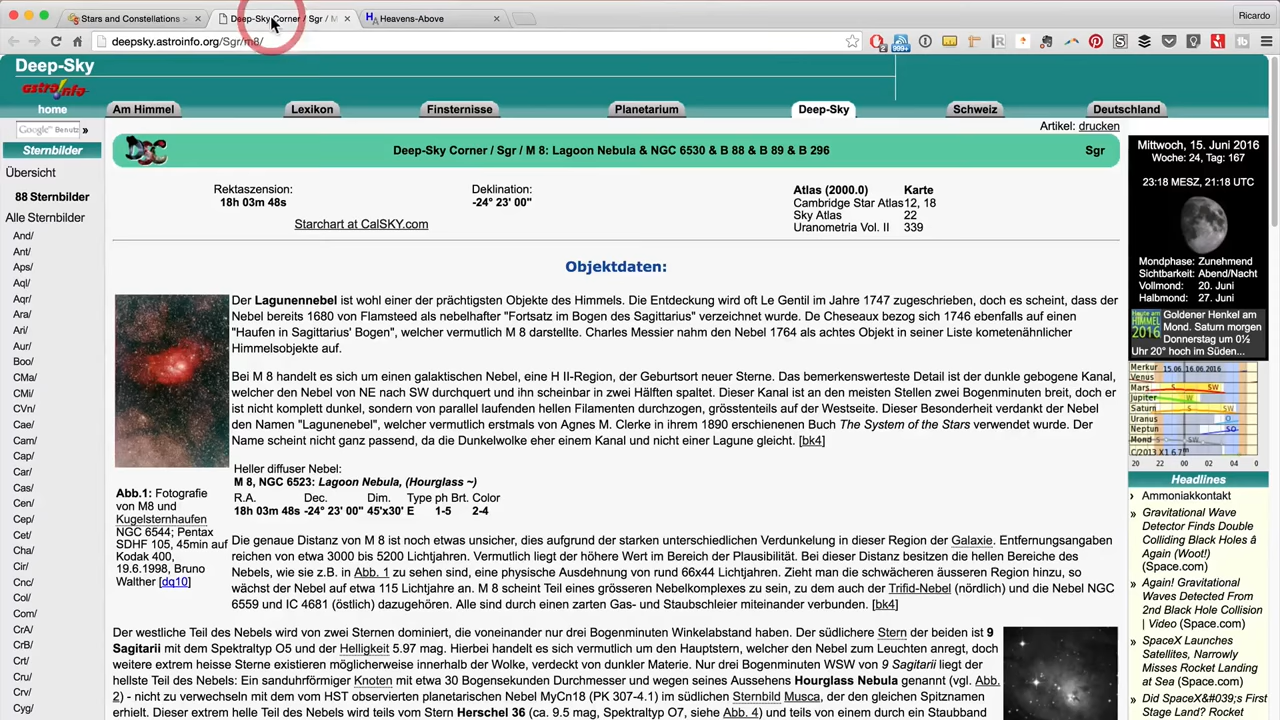 Stars and Constellations
Deep-Sky Corner / Sgr / M
Heavens-Above
Ricardo
deepsky.astroinfo.org/Sgr/m8/
2
999+
Deep-Sky
astro!nfo
home
Am Himmel
Lexikon
Finsternisse
Planetarium
Deep-Sky
Schweiz
Deutschland
Google™ Benutz »
Artikel: drucken
Sternbilder
Übersicht
88 Sternbilder
Alle Sternbilder
And/
Ant/
Aps/
Aql/
Aqr/
Ara/
Ari/
Aur/
Boo/
CMa/
CMi/
CVn/
Cae/
Cam/
Cap/
Car/
Cas/
Cen/
Cep/
Cet/
Cha/
Cir/
Cnc/
Col/
Com/
CrA/
CrB/
Crt/
Cru/
Crv/
Cyg/
DSC
Deep-Sky Corner / Sgr / M 8: Lagoon Nebula & NGC 6530 & B 88 & B 89 & B 296
Sgr
Rektaszension:
18h 03m 48s
Deklination:
-24° 23' 00"
Starchart at CalSKY.com
Atlas (2000.0) Karte
Cambridge Star Atlas 12, 18
Sky Atlas 22
Uranometria Vol. II 339
Objektdaten:
Der Lagunennebel ist wohl einer der prächtigsten Objekte des Himmels. Die Entdeckung wird oft Le Gentil im Jahre 1747 zugeschrieben, doch es scheint, dass der
Nebel bereits 1680 von Flamsteed als nebelhafter "Fortsatz im Bogen des Sagittarius" verzeichnet wurde. De Cheseaux bezog sich 1746 ebenfalls auf einen
"Haufen in Sagittarius' Bogen", welcher vermutlich M 8 darstellte. Charles Messier nahm den Nebel 1764 als achtes Objekt in seiner Liste kometenähnlicher
Himmelsobjekte auf.
Bei M 8 handelt es sich um einen galaktischen Nebel, eine H II-Region, der Geburtsort neuer Sterne. Das bemerkenswerteste Detail ist der dunkle gebogene Kanal,
welcher den Nebel von NE nach SW durchquert und ihn scheinbar in zwei Hälften spaltet. Dieser Kanal ist an den meisten Stellen zwei Bogenminuten breit, doch er
ist nicht komplett dunkel, sondern von parallel laufenden hellen Filamenten durchzogen, grösstenteils auf der Westseite. Dieser Besonderheit verdankt der Nebel
den Namen "Lagunenebel", welcher vermutlich erstmals von Agnes M. Clerke in ihrem 1890 erschienenen Buch The System of the Stars verwendet wurde. Der
Name scheint nicht ganz passend, da die Dunkelwolke eher einem Kanal und nicht einer Lagune gleicht. [bk4]
Heller diffuser Nebel:
M 8, NGC 6523: Lagoon Nebula, (Hourglass ~)
R.A. Dec. Dim. Type ph Brt. Color
18h 03m 48s -24° 23' 00" 45'x30' E 1-5 2-4
Abb.1: Fotografie
von M8 und
Kugelsternhaufen
NGC 6544; Pentax
SDHF 105, 45min auf
Kodak 400.
19.6.1998, Bruno
Walther [dq10]
Die genaue Distanz von M 8 ist noch etwas unsicher, dies aufgrund der starken unterschiedlichen Verdunkelung in dieser Region der Galaxie. Entfernungsangaben
reichen von etwa 3000 bis 5200 Lichtjahren. Vermutlich liegt der höhere Wert im Bereich der Plausibilität. Bei dieser Distanz besitzen die hellen Bereiche des
Nebels, wie sie z.B. in Abb. 1 zu sehen sind, eine physische Ausdehnung von rund 66x44 Lichtjahren. Zieht man die schwächeren äusseren Region hinzu, so
wächst der Nebel auf etwa 115 Lichtjahre an. M 8 scheint Teil eines grösseren Nebelkomplexes zu sein, zu dem auch der Trifid-Nebel (nördlich) und die Nebel NGC
6559 und IC 4681 (östlich) dazugehören. Alle sind durch einen zarten Gas- und Staubschleier miteinander verbunden. [bk4]
Der westliche Teil des Nebels wird von zwei Sternen dominiert, die voneinander nur drei Bogenminuten Winkelabstand haben. Der südlichere Stern der beiden ist 9
Sagitarii mit dem Spektraltyp O5 und der Helligkeit 5.97 mag. Hierbei handelt es sich vermutlich um den Hauptstern, welcher den Nebel zum Leuchten anregt, doch
weitere extrem heisse Sterne existieren möglicherweise innerhalb der Wolke, verdeckt von dunkler Materie. Nur drei Bogenminuten WSW von 9 Sagitarii liegt der
hellste Teil des Nebels: Ein sanduhrförmiger Knoten mit etwa 30 Bogensekunden Durchmesser und wegen seines Aussehens Hourglass Nebula genannt (vgl. Abb.
2) - nicht zu verwechseln mit dem vom HST observierten planetarischen Nebel MyCn18 (PK 307-4.1) im südlichen Sternbild Musca, der den gleichen Spitznamen
erhielt. Dieser extrem helle Teil des Nebels wird teils vom Stern Herschel 36 (ca. 9.5 mag, Spektraltyp O7, siehe Abb. 4) und teils von einem durch ein Staubband
Mittwoch, 15. Juni 2016
Woche: 24, Tag: 167
23:18 MESZ, 21:18 UTC
Mondphase: Zunehmend
Sichtbarkeit: Abend/Nacht
Vollmond: 20. Juni
Halbmond: 27. Juni
Heute am
HIMMEL
2016
Goldener Henkel am
Mond. Saturn morgen
Donnerstag um 0½
Uhr 20° hoch im Süden...
Merkur 15.06. 16.06.2016
Venus
Mars S SW
Jupiter W
Saturn S SW
Uranus O
Neptun SO
Mond S SW W
C/2013 X1 6.7m
20 22 00 02 04 0
Headlines
› Ammoniakkontakt
» Gravitational Wave
Detector Finds Double
Colliding Black Holes â
Again (Woot!)
(Space.com)
» Again! Gravitational
Waves Detected From
2nd Black Hole Collision
| Video (Space.com)
» SpaceX Launches
Satellites, Narrowly
Misses Rocket Landing
at Sea (Space.com)
» Did SpaceX&#039;s First
Stage Rocket